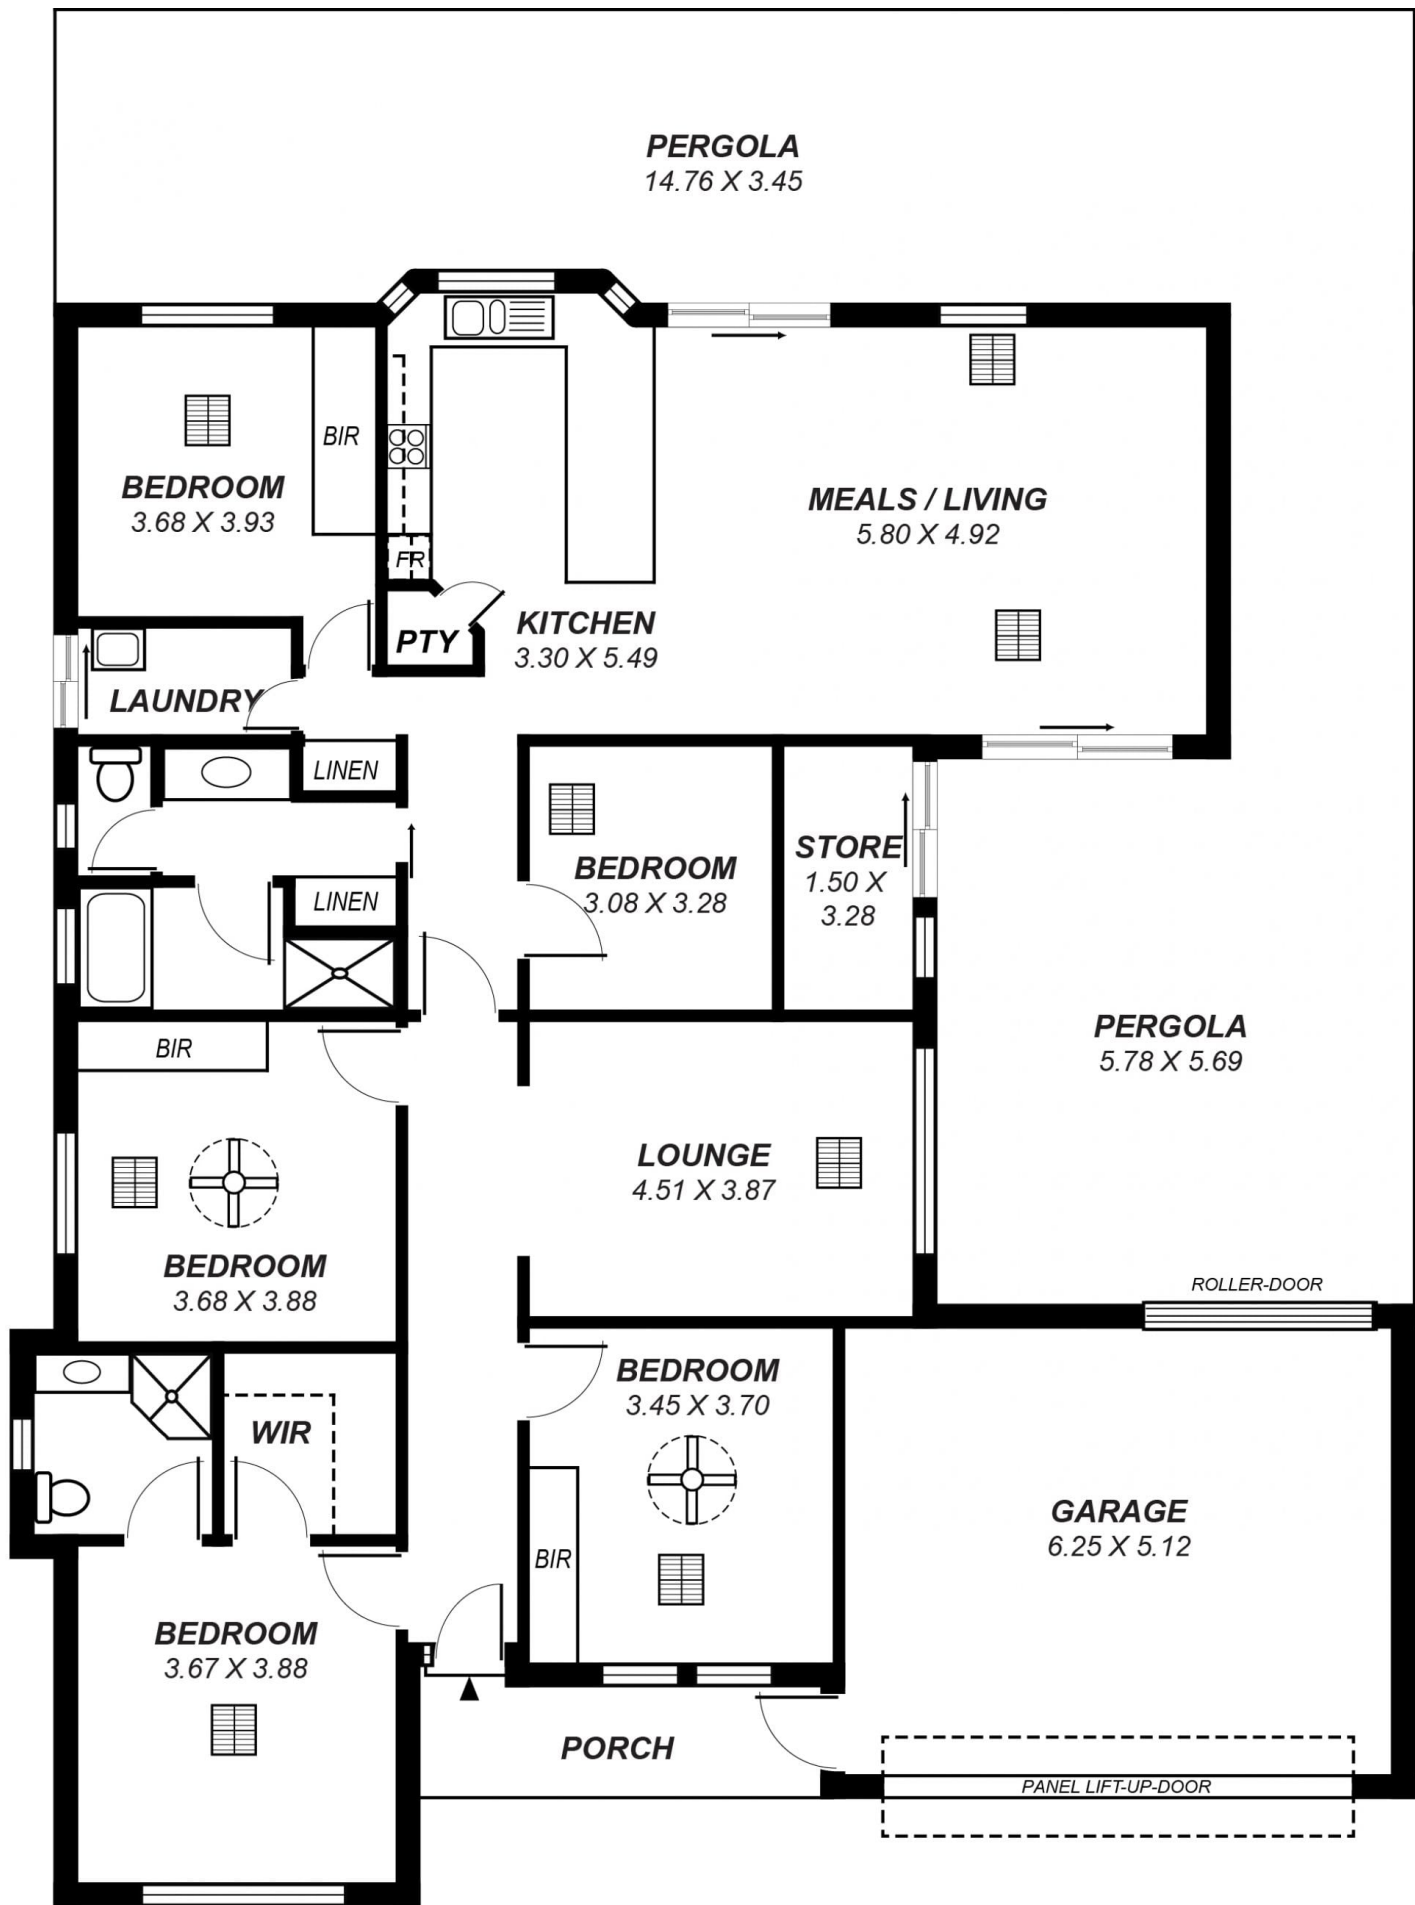 PERGOLA
14.76 X 3.45
BIR
BEDROOM
3.68 X 3.93
MEALS / LIVING
5.80 X 4.92
FR
PTY
KITCHEN
3.30 X 5.49
LAUNDRY
LINEN
BEDROOM
3.08 X 3.28
STORE
1.50 X
3.28
LINEN
PERGOLA
5.78 X 5.69
BIR
LOUNGE
4.51 X 3.87
BEDROOM
3.68 X 3.88
ROLLER-DOOR
BEDROOM
3.45 X 3.70
WIR
GARAGE
6.25 X 5.12
BIR
BEDROOM
3.67 X 3.88
PORCH
PANEL LIFT-UP-DOOR